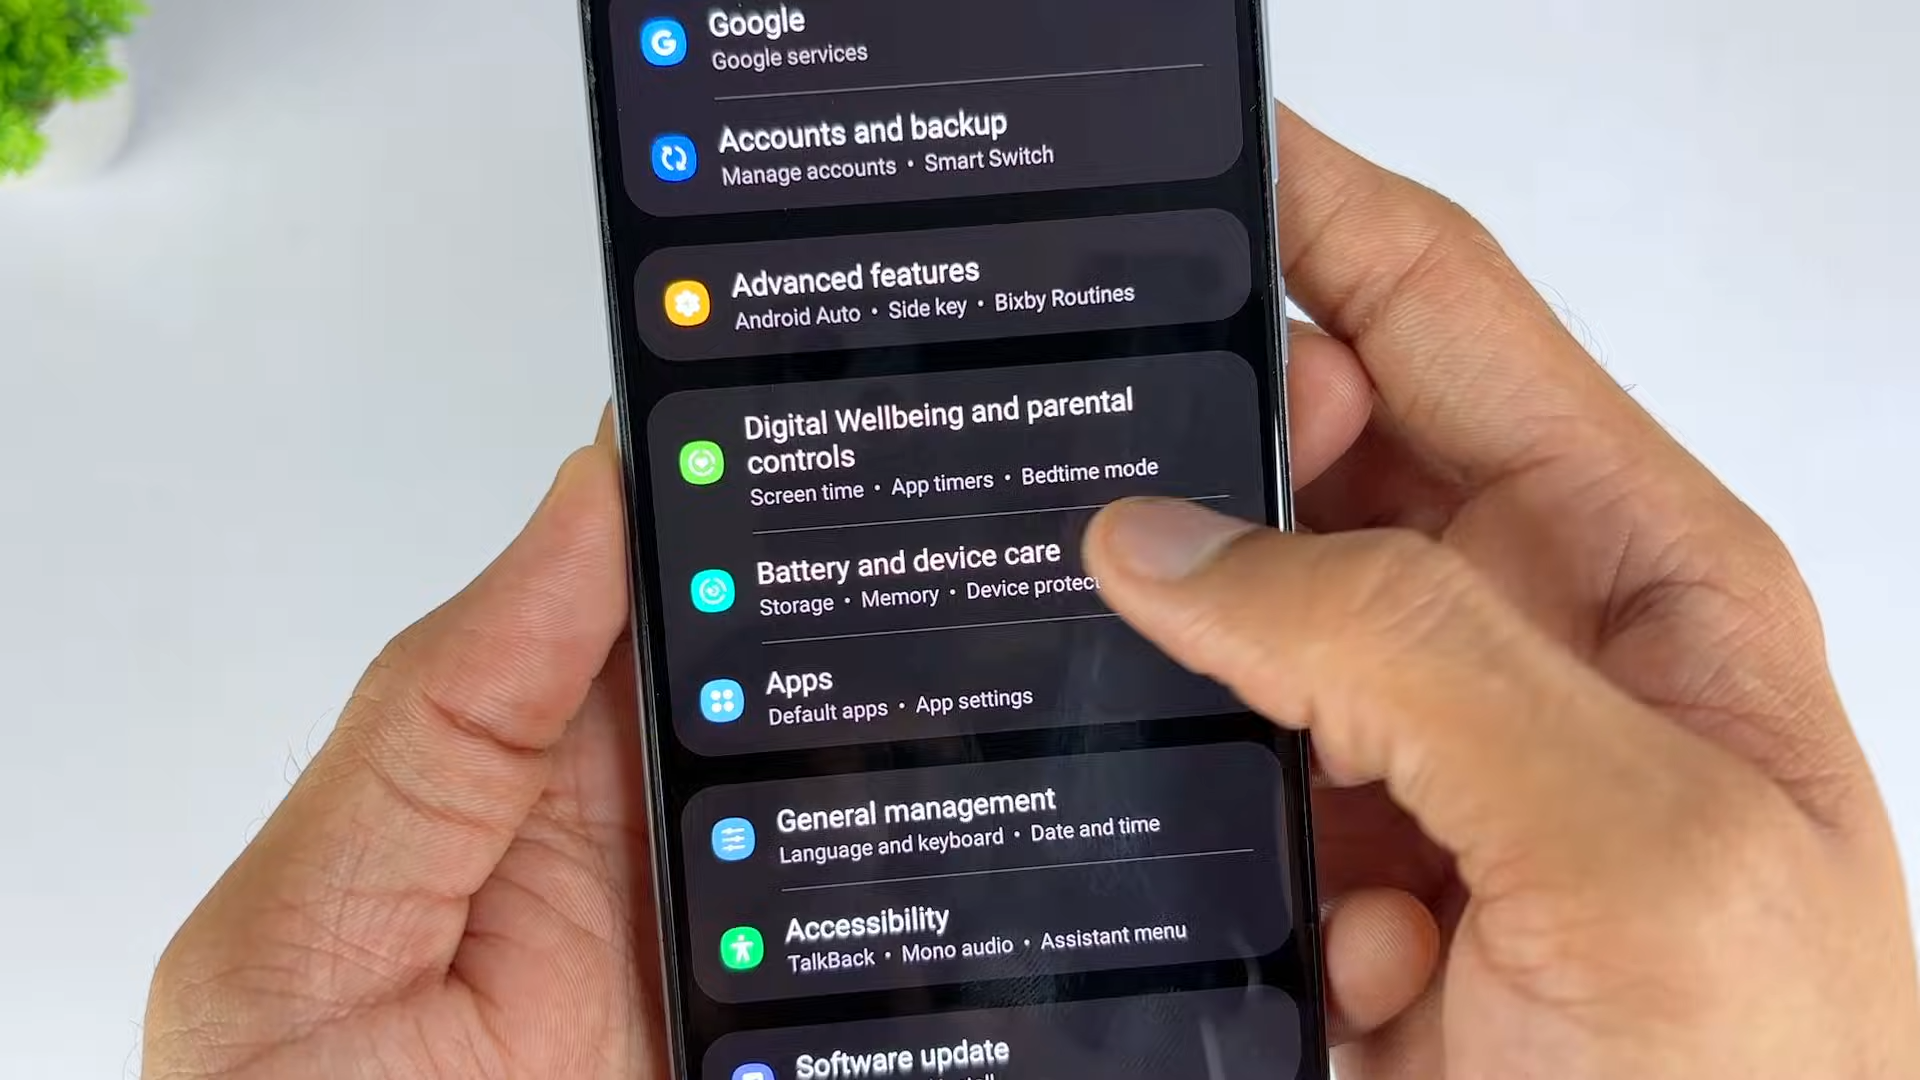 Google
Google services
Accounts and backup
Manage accounts • Smart Switch
Advanced features
Android Auto • Side key • Bixby Routines
Digital Wellbeing and parental
controls
Screen time • App timers • Bedtime mode
Battery and device care
Storage • Memory • Device protect
Apps
Default apps • App settings
General management
Language and keyboard • Date and time
Accessibility
TalkBack • Mono audio • Assistant menu
Software update